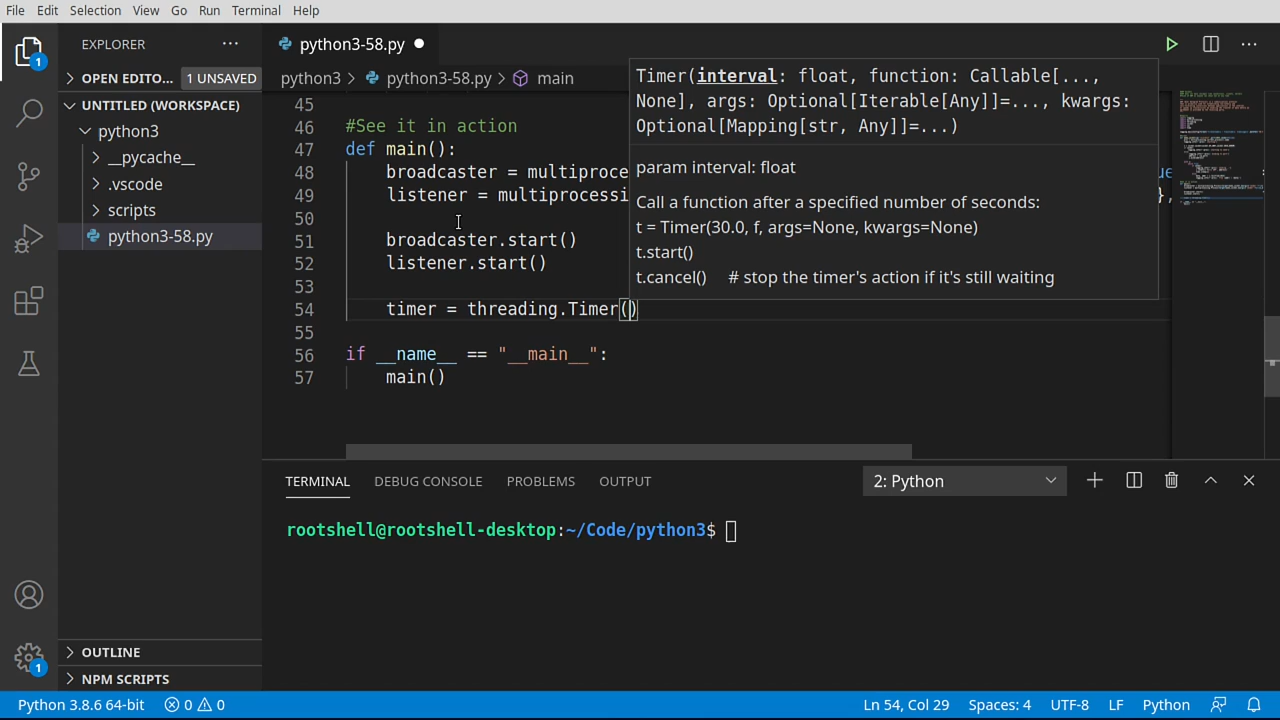 File Edit Selection View Go Run Terminal Help
EXPLORER
python3-58.py
OPEN EDITO... 1 UNSAVED
python3 > python3-58.py > main
UNTITLED (WORKSPACE)
python3
__pycache__
.vscode
scripts
python3-58.py
45
46 #See it in action
47 def main():
48 broadcaster = multiproce
49 listener = multiprocessi
50
51 broadcaster.start()
52 listener.start()
53
54 timer = threading.Timer()
55
56 if __name__ == "__main__":
57 main()
Timer(interval: float, function: Callable[...,
None], args: Optional[Iterable[Any]]=..., kwargs:
Optional[Mapping[str, Any]]=...)
param interval: float
Call a function after a specified number of seconds:
t = Timer(30.0, f, args=None, kwargs=None)
t.start()
t.cancel() # stop the timer's action if it's still waiting
ue
},
TERMINAL DEBUG CONSOLE PROBLEMS OUTPUT 2: Python
rootshell@rootshell-desktop:~/Code/python3$
1
1
OUTLINE
NPM SCRIPTS
Python 3.8.6 64-bit 0 0 Ln 54, Col 29 Spaces: 4 UTF-8 LF Python